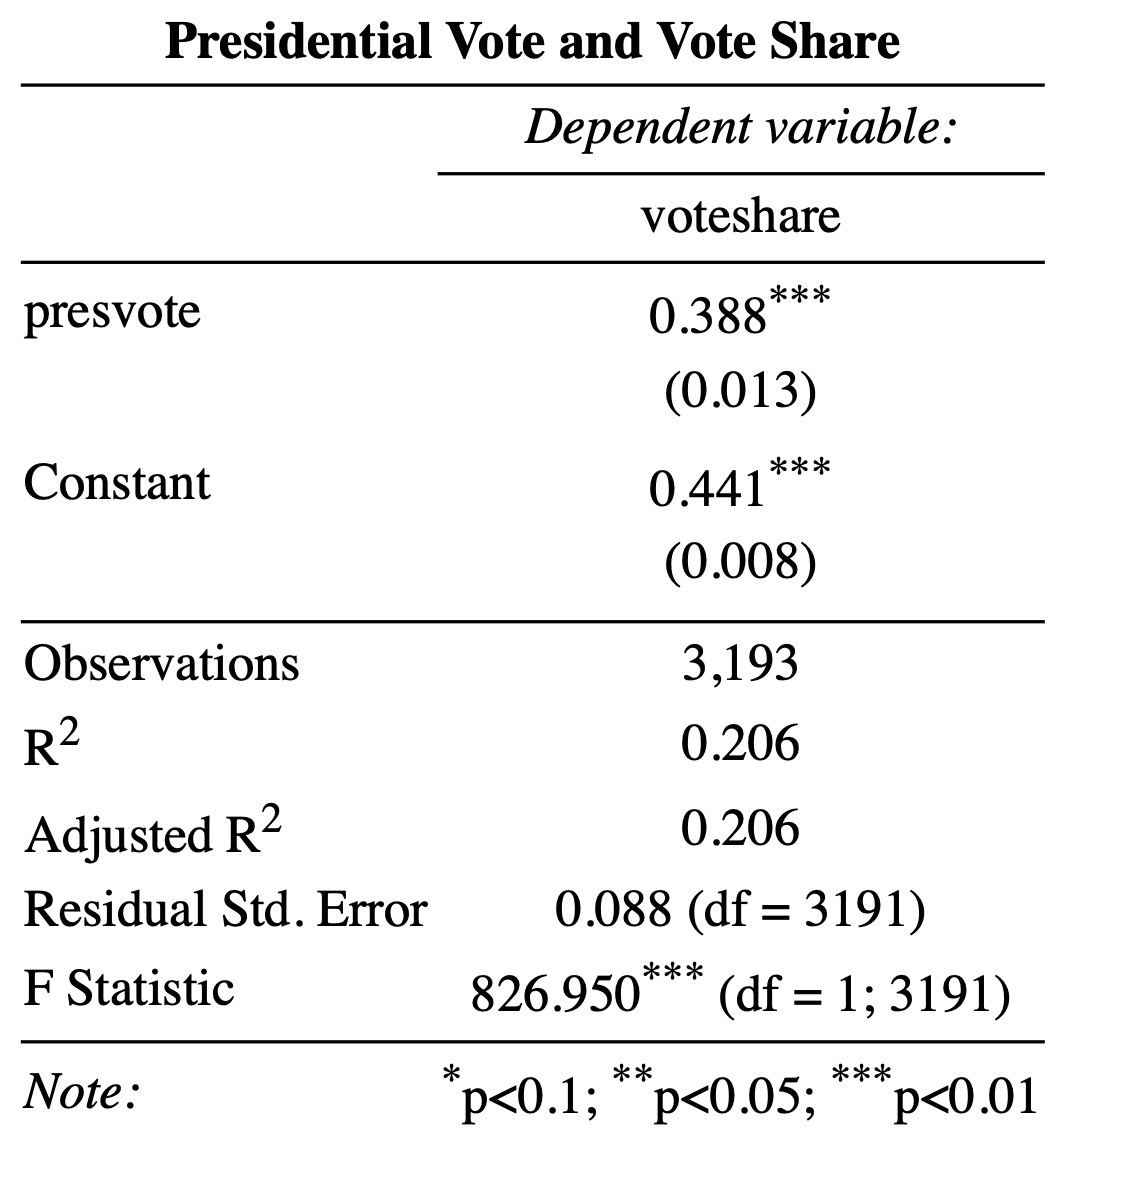 Presidential Vote and Vote Share
Dependent variable:
voteshare
presvote 0.388***
(0.013)
Constant 0.441***
(0.008)
Observations 3,193
R² 0.206
Adjusted R² 0.206
Residual Std. Error 0.088 (df = 3191)
F Statistic 826.950*** (df = 1; 3191)
Note: *p<0.1; **p<0.05; ***p<0.01